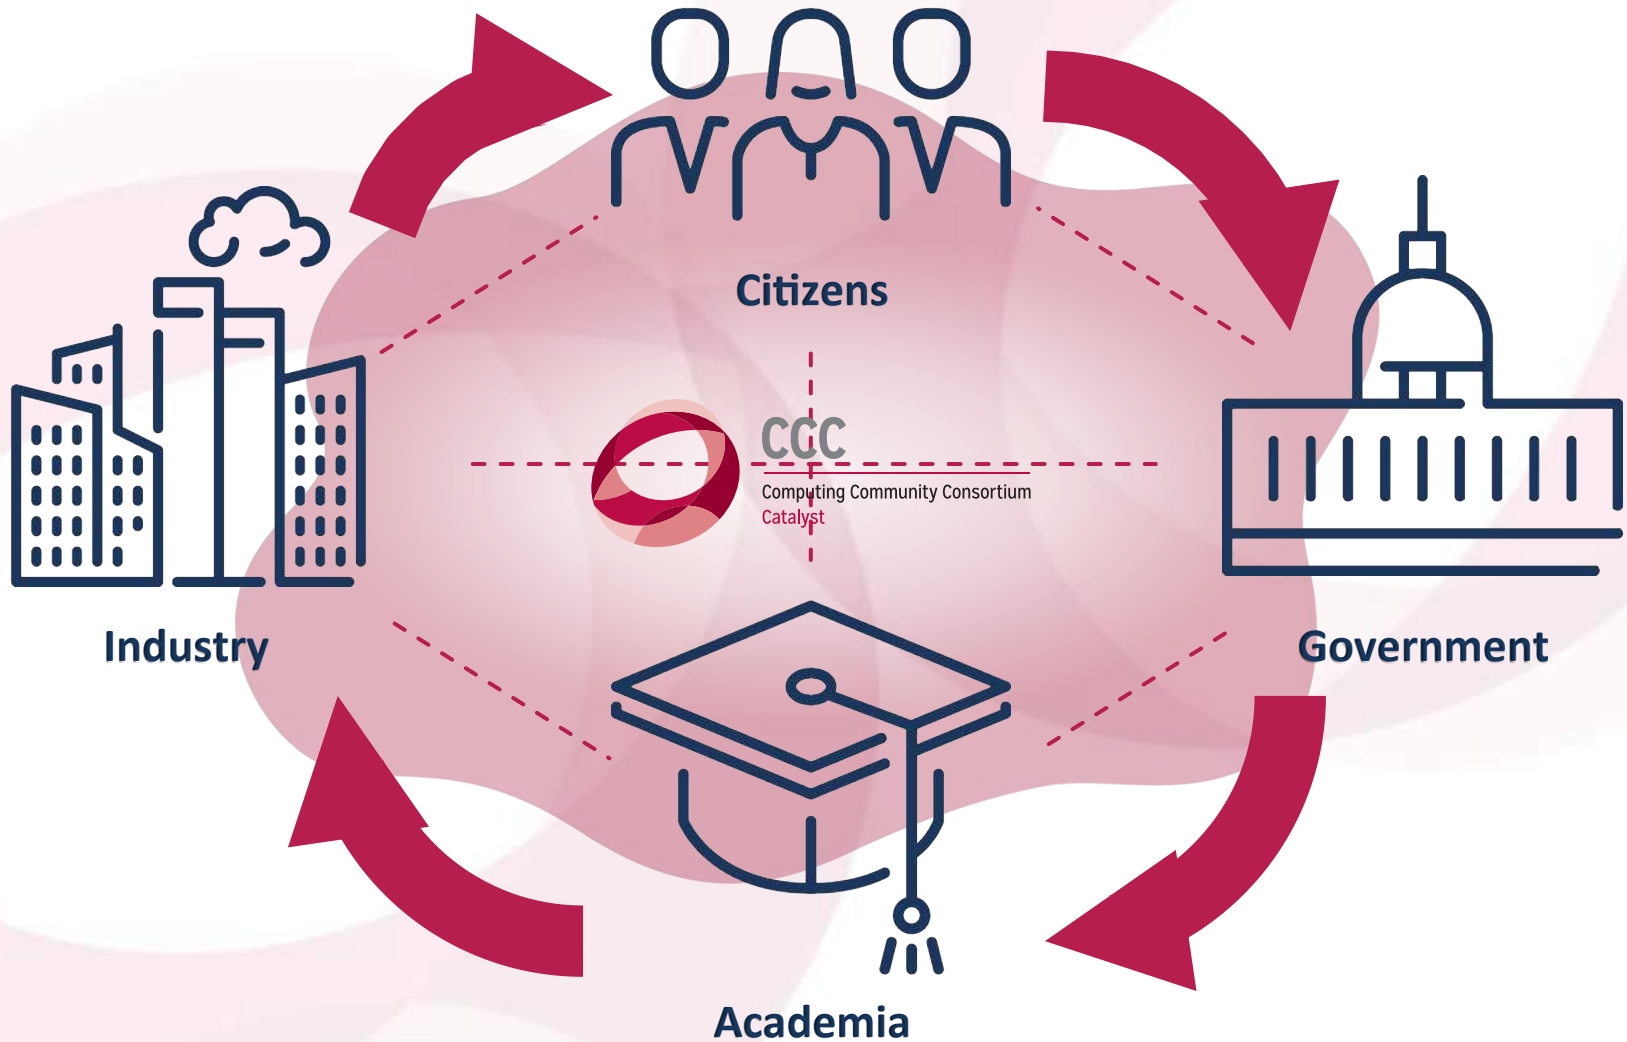 Citizens
CCC
Computing Community Consortium
Catalyst
Industry
Government
Academia